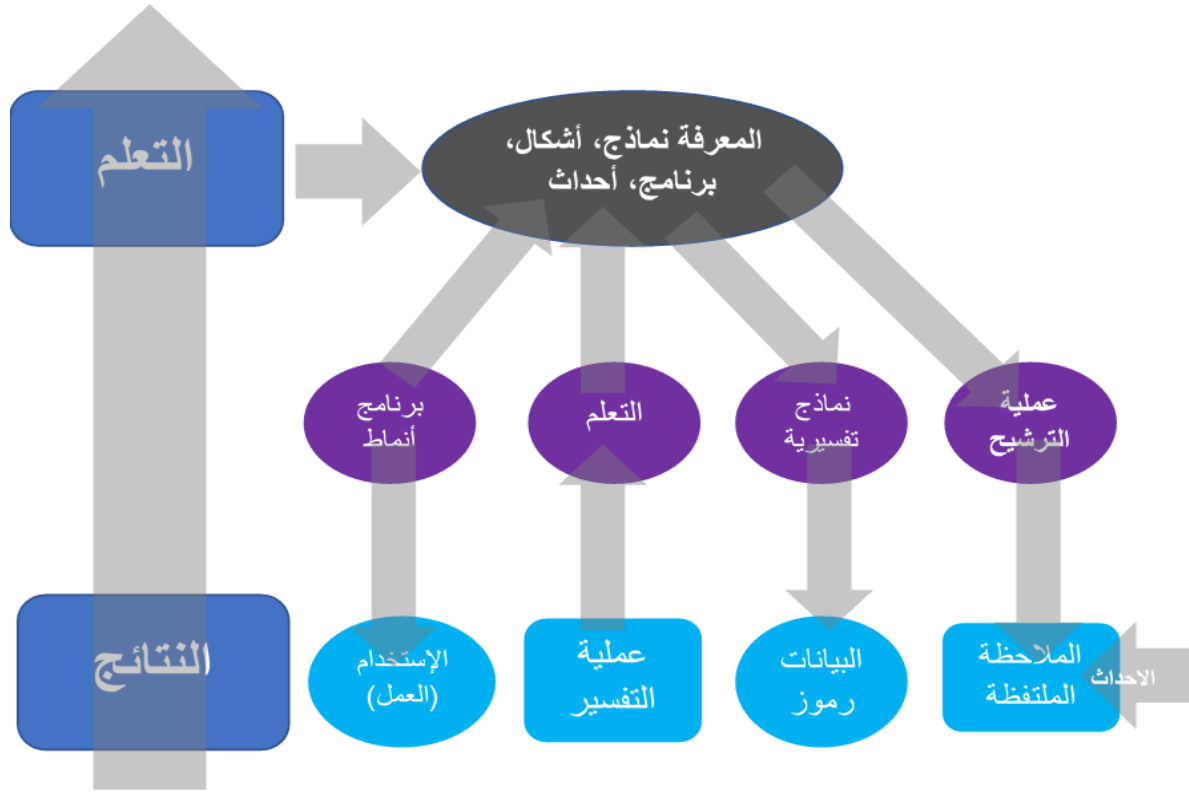 التعلم
المعرفة نماذج، أشكال،
برنامج، أحداث
عملية
الترشيح
نماذج
تفسيرية
التعلم
برنامج
أنماط
الاحداث
الملاحظة
الملتفظة
البيانات
رموز
عملية
التفسير
الإستخدام
(العمل)
النتائج